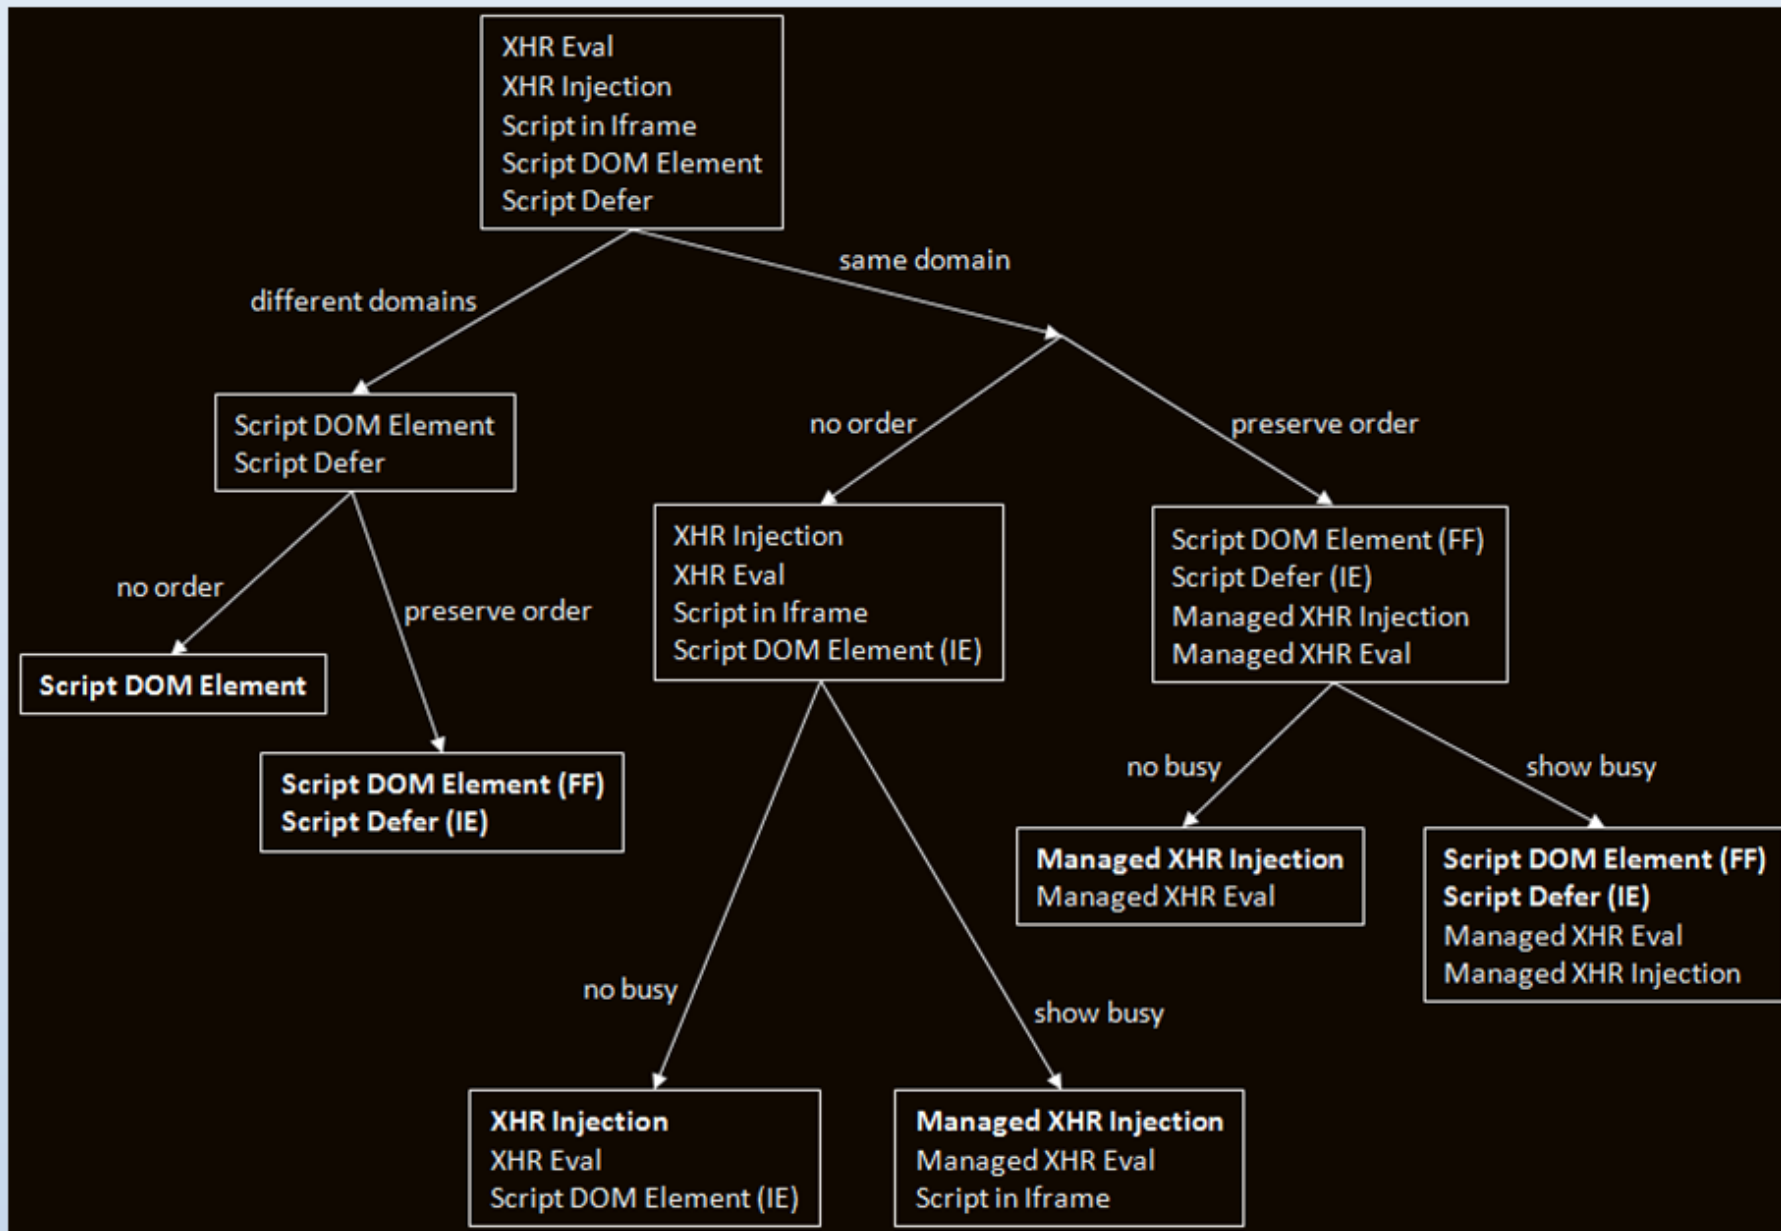 XHR Eval
XHR Injection
Script in Iframe
Script DOM Element
Script Defer
same domain
different domains
Script DOM Element
Script Defer
no order
preserve order
XHR Injection
XHR Eval
Script in Iframe
Script DOM Element (IE)
Script DOM Element (FF)
Script Defer (IE)
Managed XHR Injection
Managed XHR Eval
no order
preserve order
Script DOM Element
Script DOM Element (FF)
Script Defer (IE)
no busy
show busy
Managed XHR Injection
Managed XHR Eval
Script DOM Element (FF)
Script Defer (IE)
Managed XHR Eval
Managed XHR Injection
no busy
show busy
XHR Injection
XHR Eval
Script DOM Element (IE)
Managed XHR Injection
Managed XHR Eval
Script in Iframe